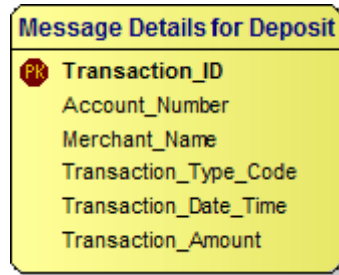 Message Details for Deposit
PK Transaction_ID
Account_Number
Merchant_Name
Transaction_Type_Code
Transaction_Date_Time
Transaction_Amount